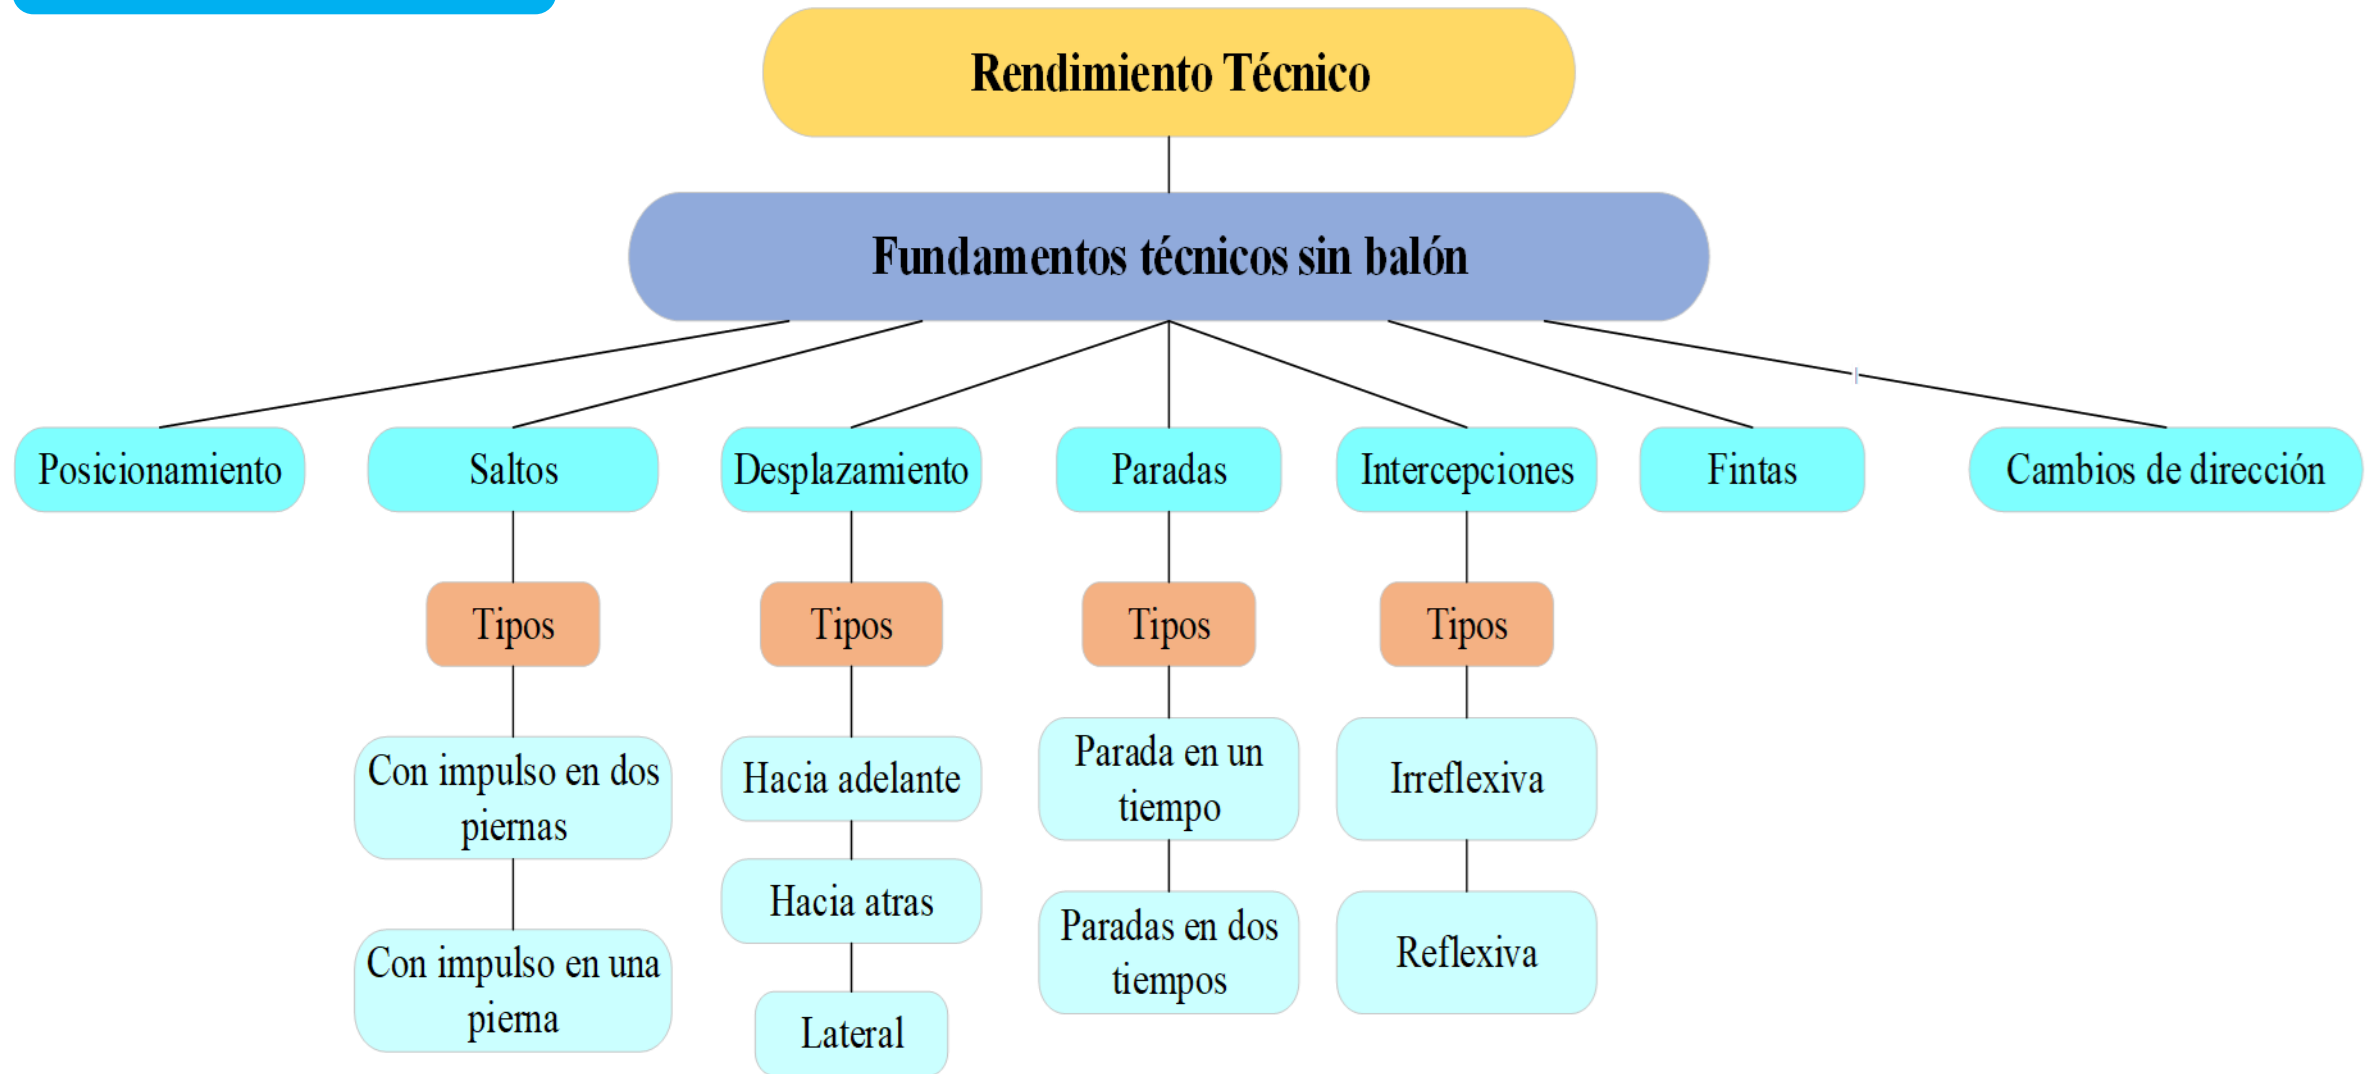 Rendimiento Técnico
Fundamentos técnicos sin balón
Posicionamiento
Saltos
Desplazamiento
Paradas
Intercepciones
Fintas
Cambios de dirección
Tipos
Tipos
Tipos
Tipos
Con impulso en dos
piernas
Con impulso en una
pierna
Hacia adelante
Hacia atras
Lateral
Parada en un
tiempo
Paradas en dos
tiempos
Irreflexiva
Reflexiva